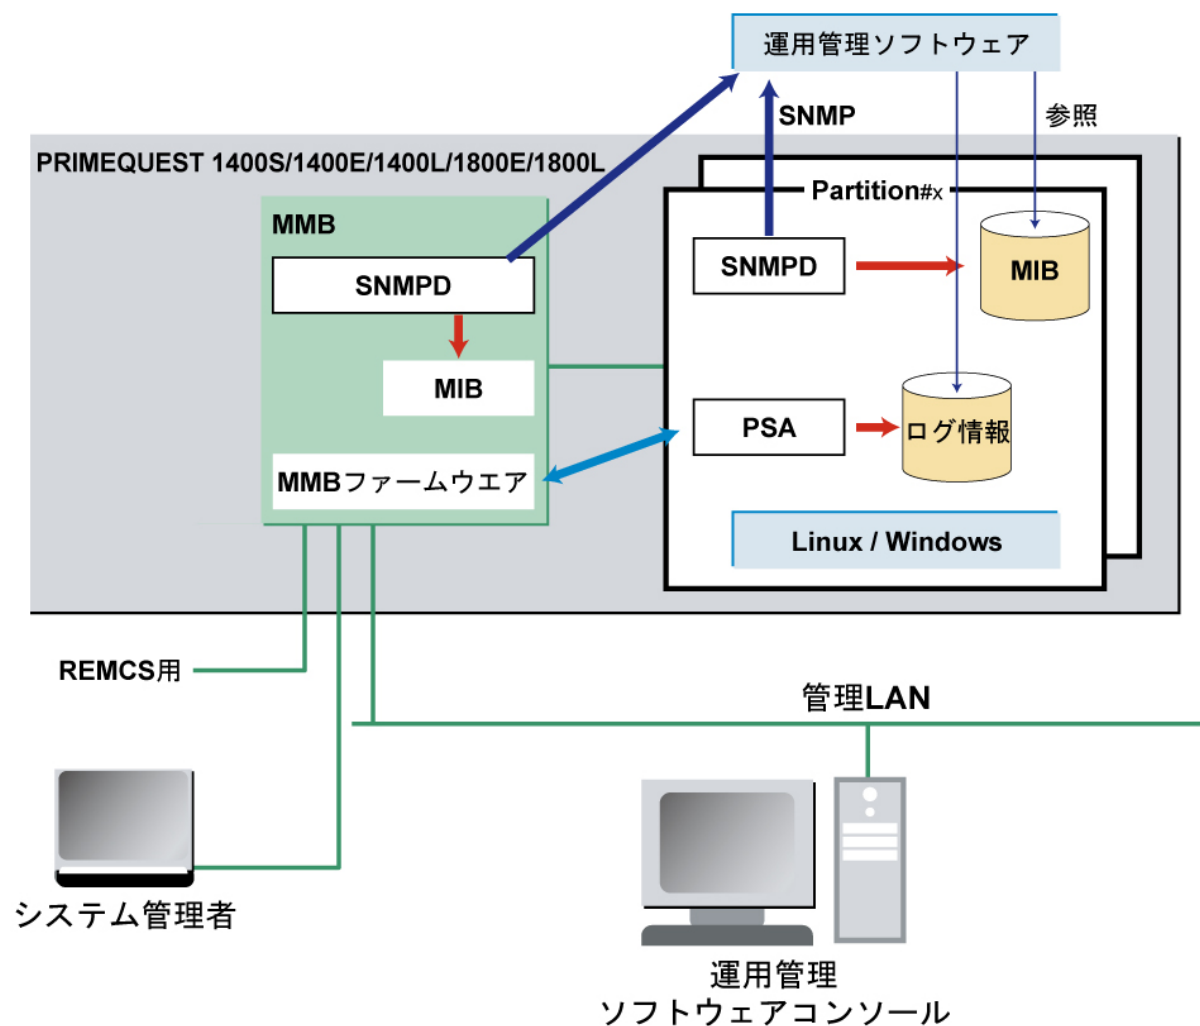 運用管理ソフトウェア
SNMP
参照
PRIMEQUEST 1400S/1400E/1400L/1800E/1800L
Partition#x
MMB
SNMPD
MIB
MMBファームウエア
SNMPD
MIB
PSA
ログ情報
Linux / Windows
REMCS用
管理LAN
システム管理者
運用管理
ソフトウェアコンソール